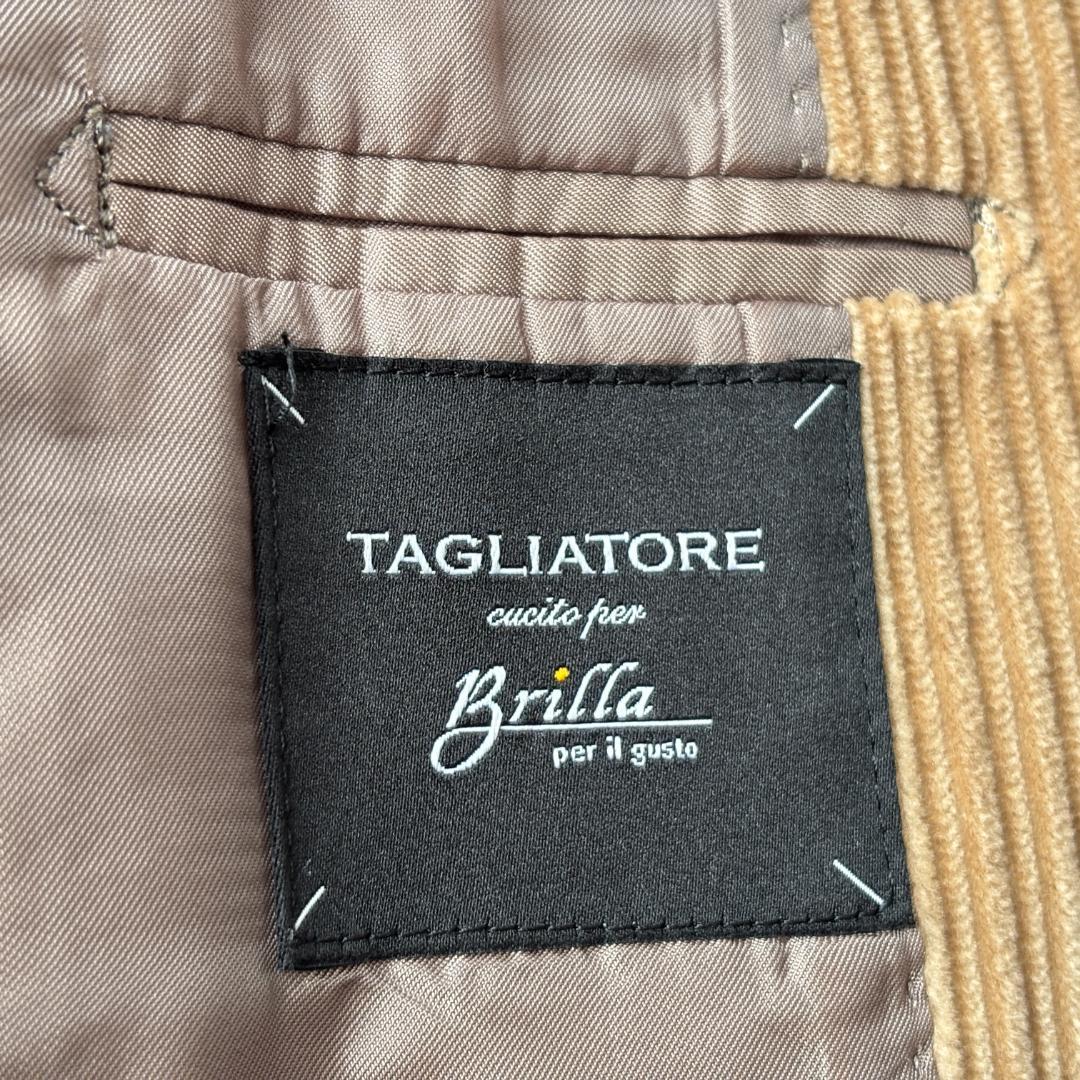 TAGLIATORE
cucito per
Brilla
per il gusto